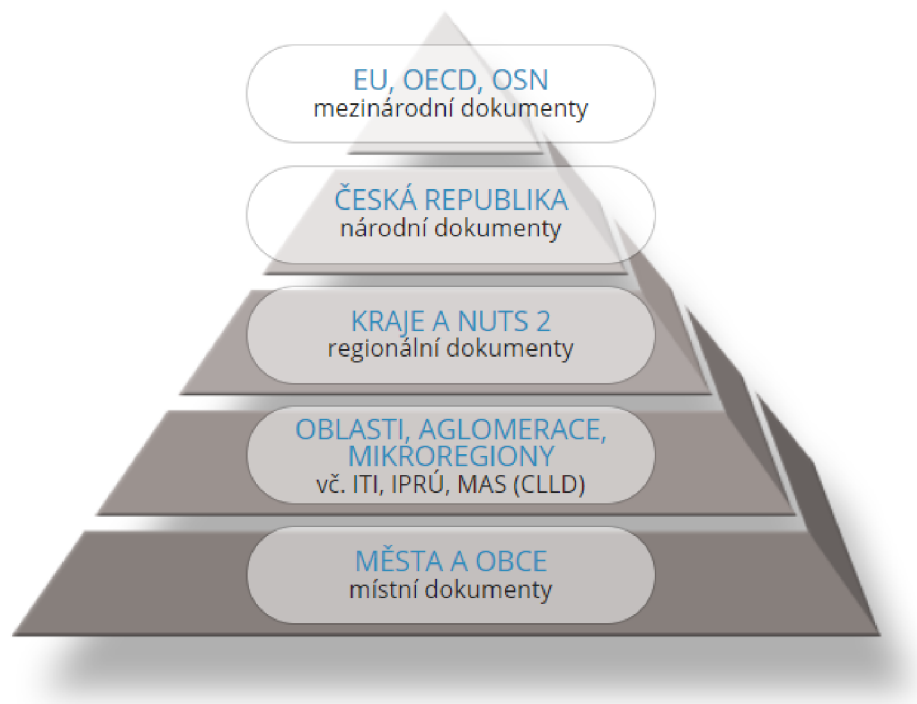 EU, OECD, OSN
mezinárodní dokumenty
ČESKÁ REPUBLIKA
národní dokumenty
KRAJE A NUTS 2
regionální dokumenty
OBLASTI, AGLOMERACE,
MIKROREGIONY
vč. ITI, IPRÚ, MAS (CLLD)
MĚSTA A OBCE
místní dokumenty